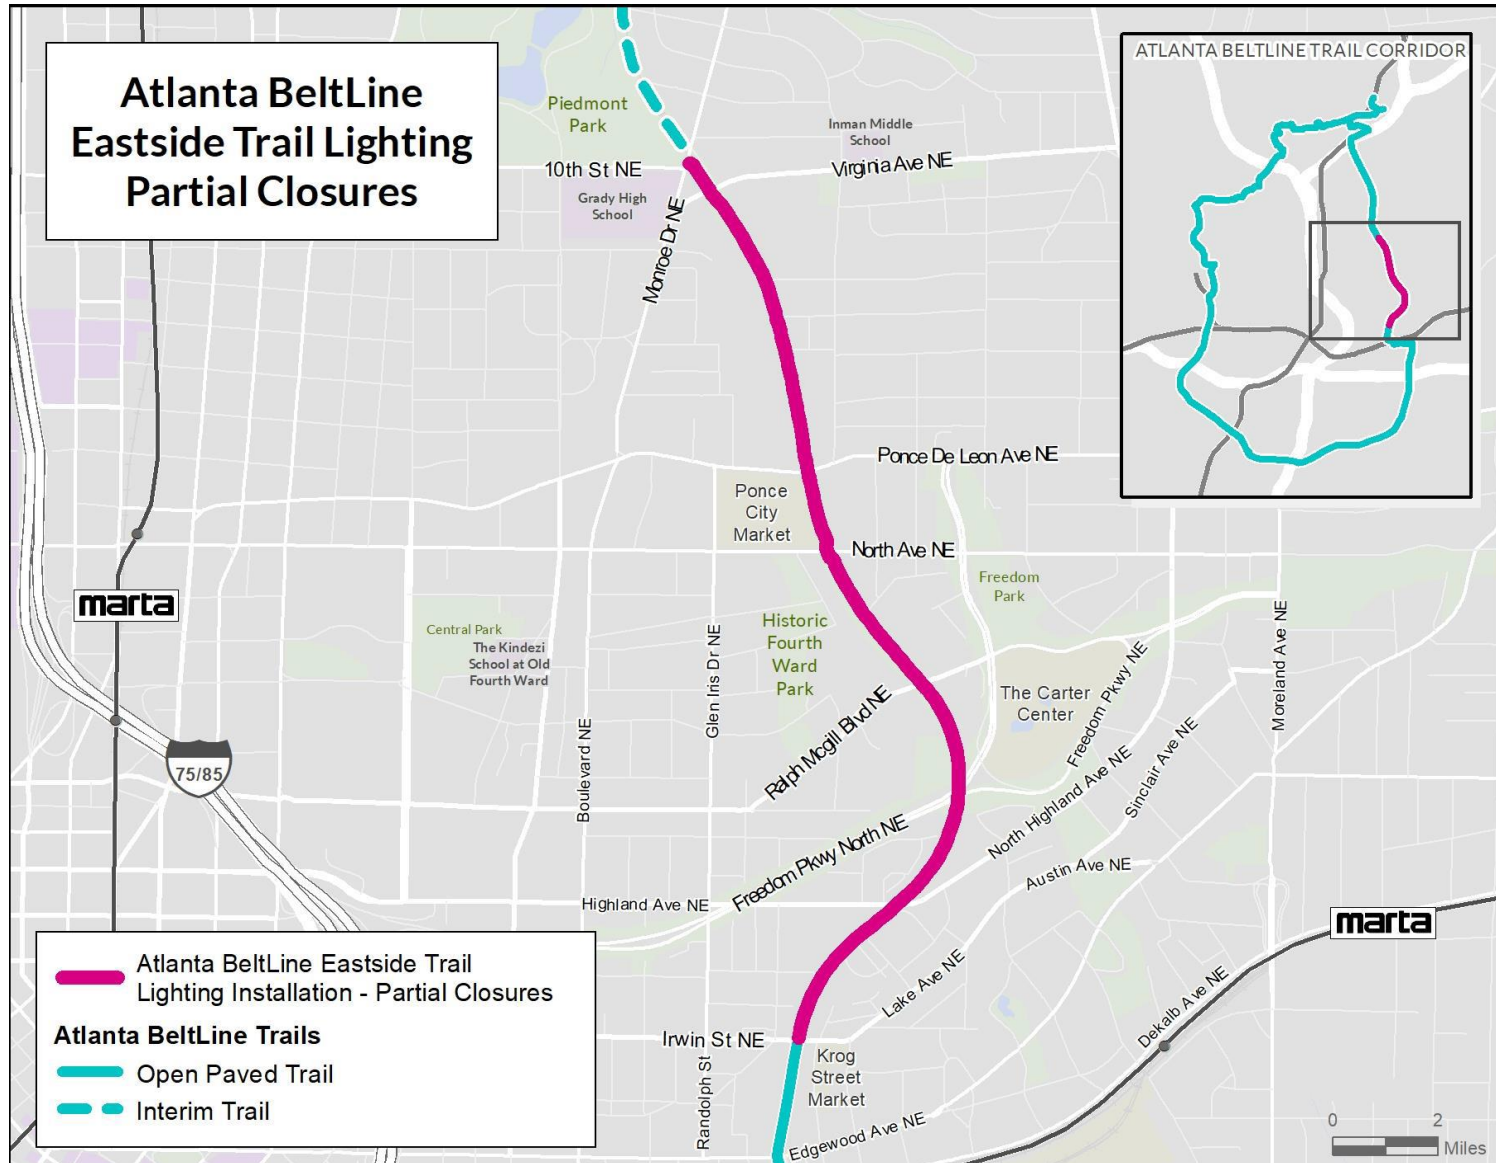 Atlanta BeltLine
Eastside Trail Lighting
Partial Closures
ATLANTA BELTLINE TRAIL CORRIDOR
Piedmont
Park
Inman Middle
School
10th St NE
Virginia Ave NE
Grady High
School
Monroe Dr NE
Ponce De Leon Ave NE
Ponce
City
Market
North Ave NE
Freedom
Park
marta
Central Park
The Kindezi
School at Old
Fourth Ward
Historic
Fourth
Ward
Park
Glen Iris Dr NE
Moreland Ave NE
The Carter
Center
Freedom Pkwy NE
Ralph Mcgill Blvd NE
75/85
Boulevard NE
Sinclair Ave NE
North Highland Ave NE
Freedom Pkwy North NE
Austin Ave NE
Highland Ave NE
marta
Lake Ave NE
Dekalb Ave NE
Irwin St NE
Krog
Street
Market
Randolph St
Edgewood Ave NE
Atlanta BeltLine Eastside Trail
Lighting Installation - Partial Closures
Atlanta BeltLine Trails
Open Paved Trail
Interim Trail
0 2
Miles